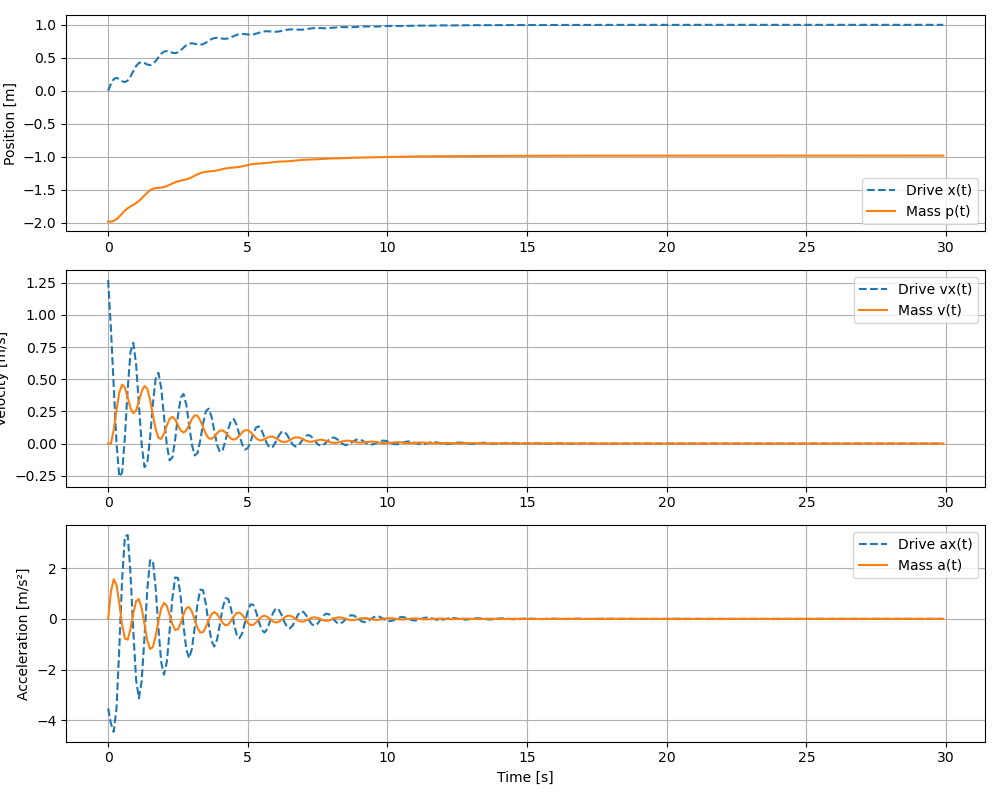 1.0
0.5
0.0
−0.5
−1.0
−1.5
−2.0
Position [m]
Drive x(t)
Mass p(t)
0 5 10 15 20 25 30
1.25
1.00
0.75
0.50
0.25
0.00
−0.25
[m/s]
Drive vx(t)
Mass v(t)
0 5 10 15 20 25 30
2
0
−2
−4
Acceleration [m/s²]
Drive ax(t)
Mass a(t)
0 5 10 15 20 25 30
Time [s]